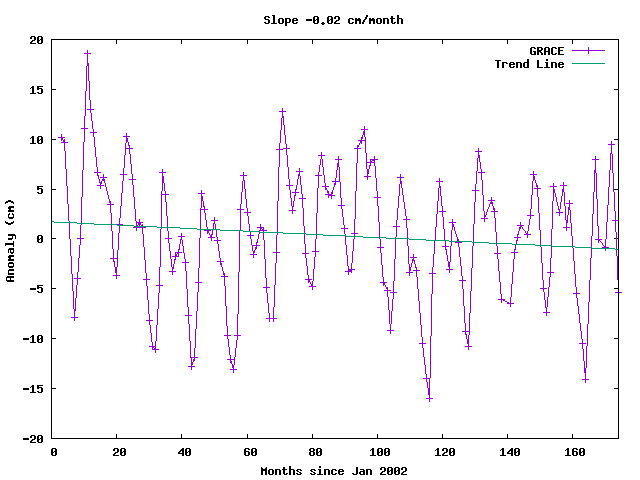 Slope -0.02 cm/month
20
15
10
5
0
-5
-10
-15
-20
Anomaly (cm)
GRACE
Trend Line
0 20 40 60 80 100 120 140 160
Months since Jan 2002